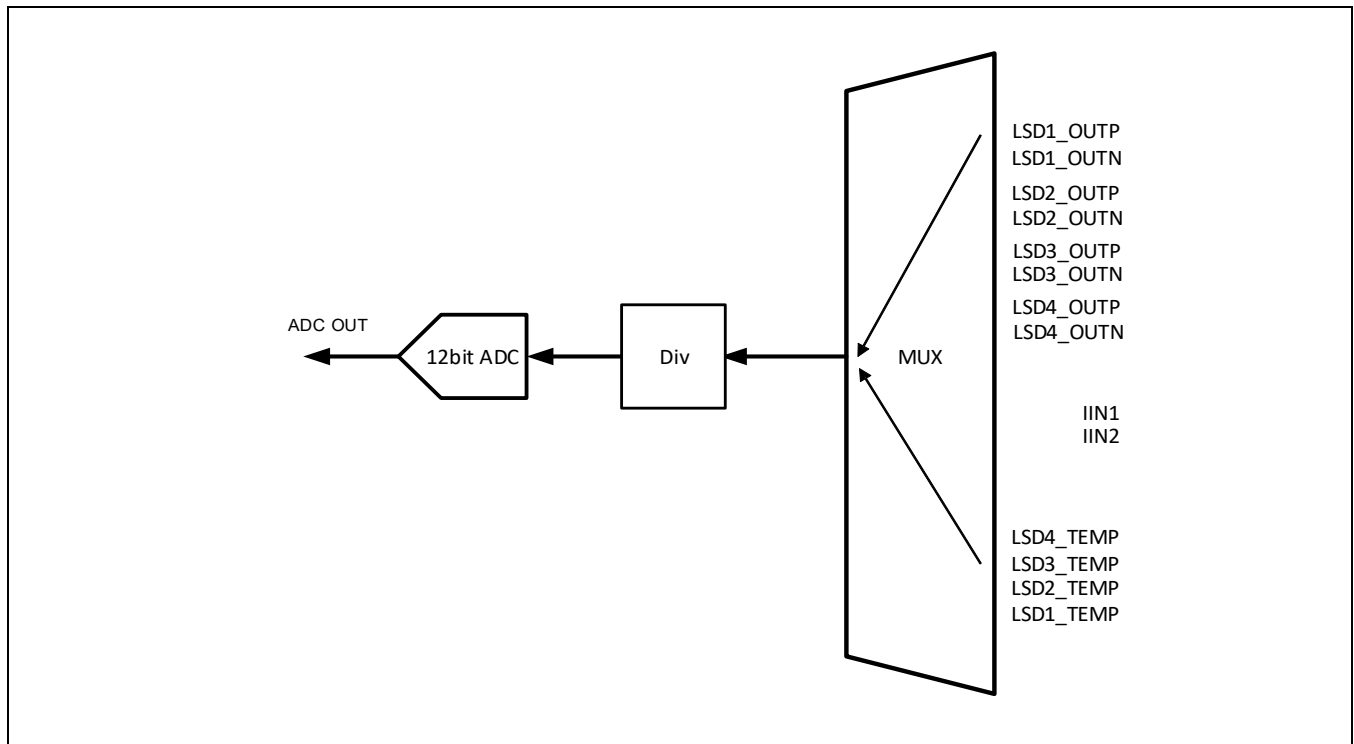 LSD1_OUTP
LSD1_OUTN
LSD2_OUTP
LSD2_OUTN
LSD3_OUTP
LSD3_OUTN
LSD4_OUTP
LSD4_OUTN
ADC OUT
12bit ADC
Div
MUX
IIN1
IIN2
LSD4_TEMP
LSD3_TEMP
LSD2_TEMP
LSD1_TEMP